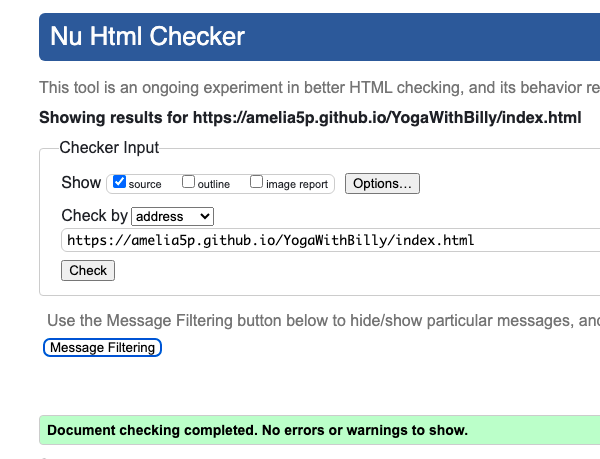 Nu Html Checker
This tool is an ongoing experiment in better HTML checking, and its behavior re
Showing results for https://amelia5p.github.io/YogaWithBilly/index.html
Checker Input
Show source outline image report Options...
Check by address
https://amelia5p.github.io/YogaWithBilly/index.html
Check
Use the Message Filtering button below to hide/show particular messages, and
Message Filtering
Document checking completed. No errors or warnings to show.